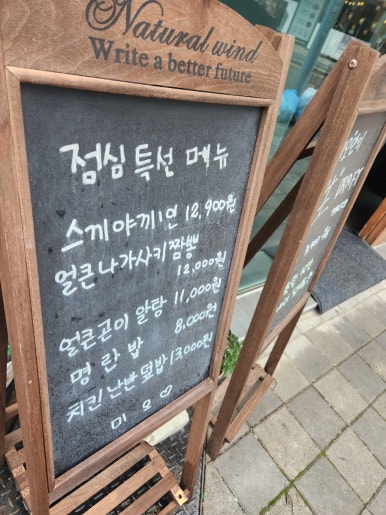 Natural wind
Write a better future
점심 특선 메뉴
스끼야끼1인 12,900원
얼큰나가사키짬뽕
12,000원
얼큰곤이 알탕 11,000원
명란밥 8,000원
치킨난반덮밥 13,000원
미오♡